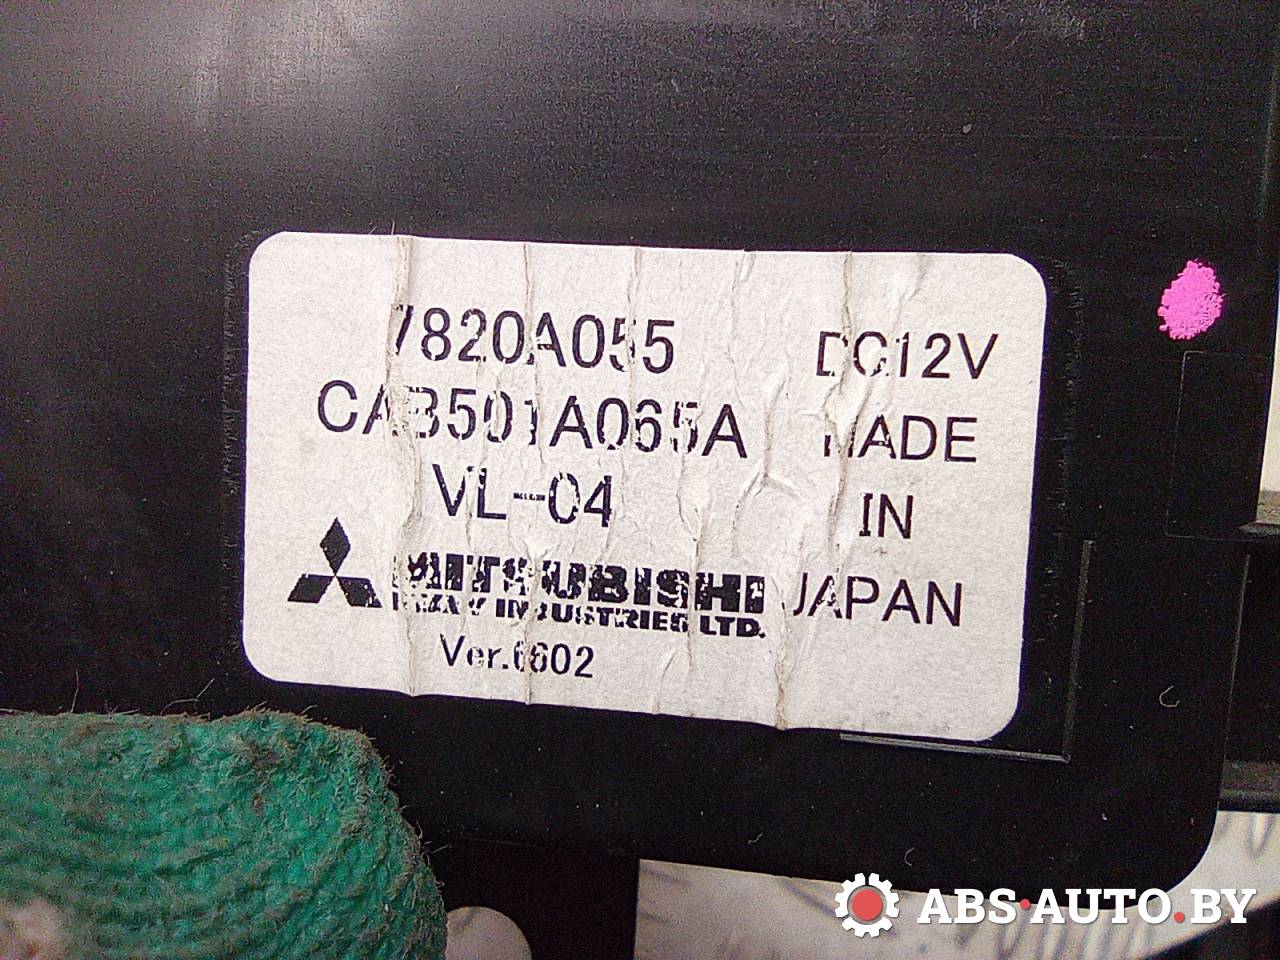 7820A055
CAB501A065A
VL-04
MITSUBISHI
HEAVY INDUSTRIES LTD.
Ver.6602
DC12V
MADE
IN
JAPAN
ABS·AUTO.BY